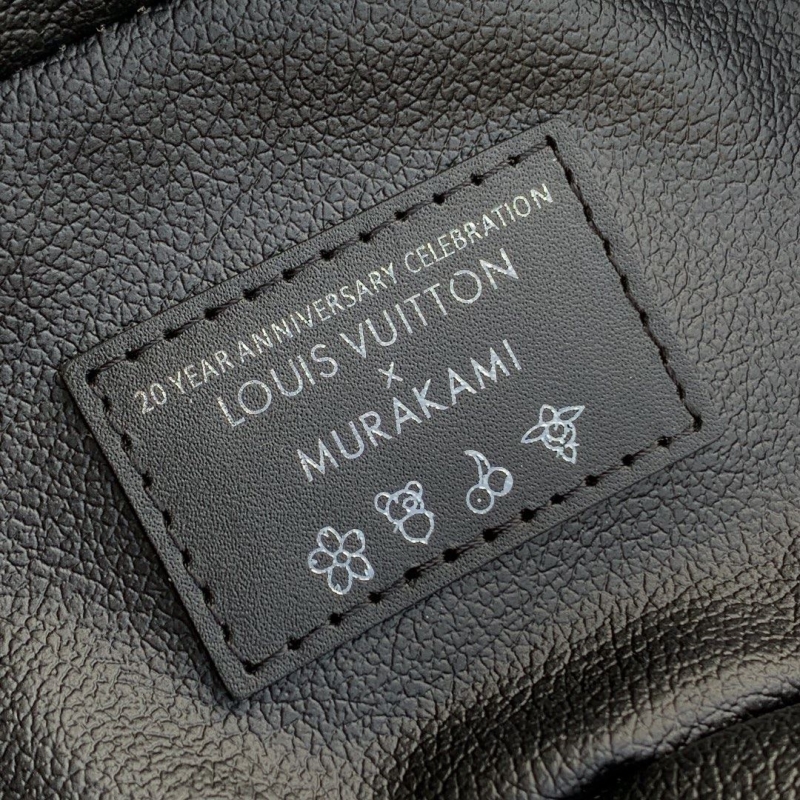 20 YEAR ANNIVERSARY CELEBRATION
LOUIS VUITTON
x
MURAKAMI